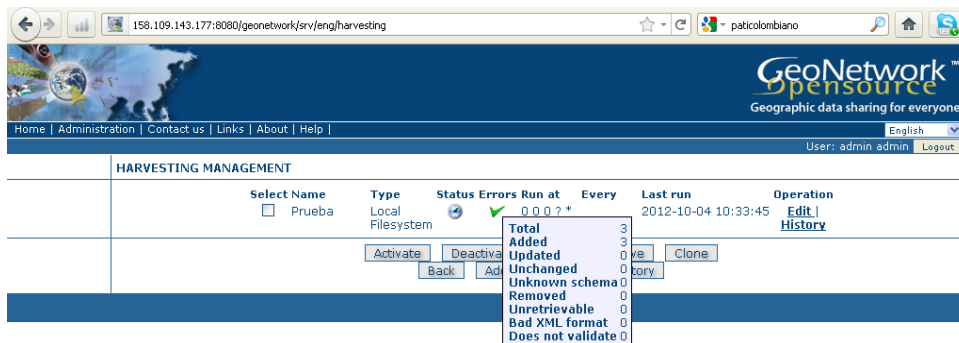 158.109.143.177:8080/geonetwork/srv/eng/harvesting
paticolombiano
GeoNetwork™
Opensource
Geographic data sharing for everyone
Home | Administration | Contact us | Links | About | Help |
English
User: admin admin Logout
HARVESTING MANAGEMENT
Select Name Type Status Errors Run at Every Last run Operation
Prueba Local Filesystem 0 0 0 ? * 2012-10-04 10:33:45 Edit | History
Activate Deactiva ve Clone
Back Ad tory
Total 3
Added 3
Updated 0
Unchanged 0
Unknown schema 0
Removed 0
Unretrievable 0
Bad XML format 0
Does not validate 0